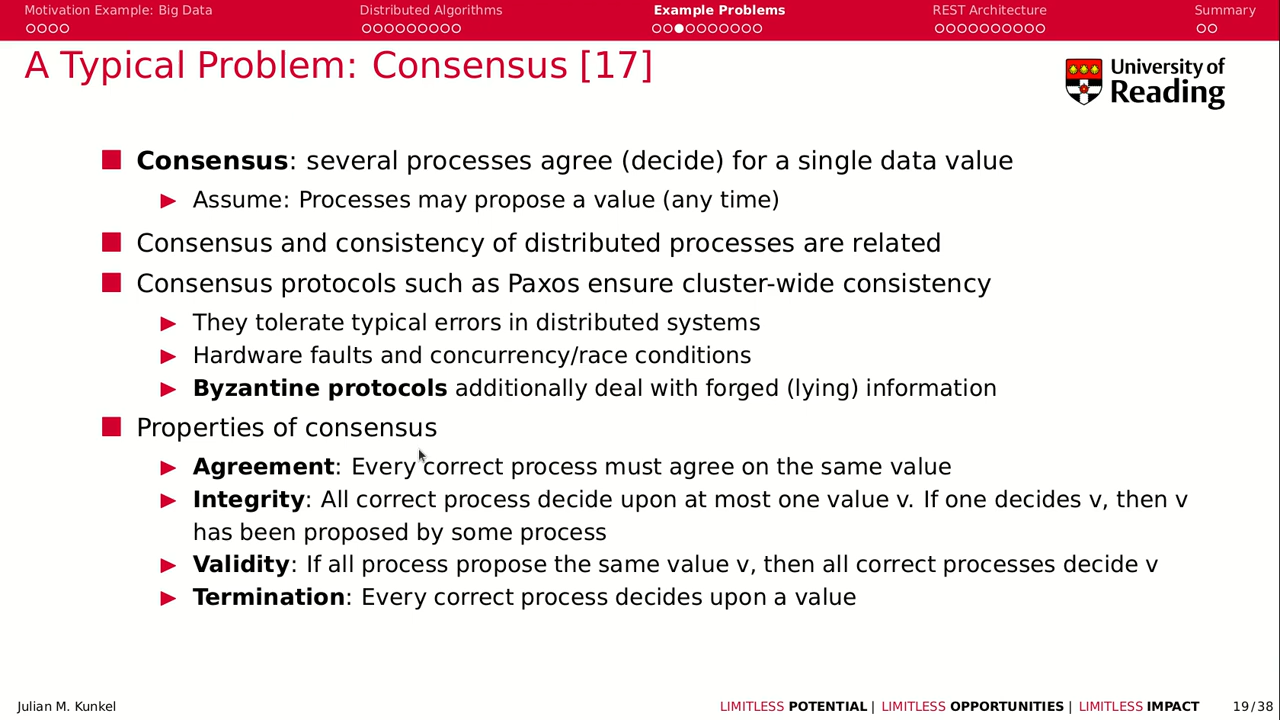 Motivation Example: Big Data Distributed Algorithms Example Problems REST Architecture Summary
A Typical Problem: Consensus [17]
University of
Reading
Consensus: several processes agree (decide) for a single data value
Assume: Processes may propose a value (any time)
Consensus and consistency of distributed processes are related
Consensus protocols such as Paxos ensure cluster-wide consistency
They tolerate typical errors in distributed systems
Hardware faults and concurrency/race conditions
Byzantine protocols additionally deal with forged (lying) information
Properties of consensus
Agreement: Every correct process must agree on the same value
Integrity: All correct process decide upon at most one value v. If one decides v, then v
has been proposed by some process
Validity: If all process propose the same value v, then all correct processes decide v
Termination: Every correct process decides upon a value
Julian M. Kunkel LIMITLESS POTENTIAL | LIMITLESS OPPORTUNITIES | LIMITLESS IMPACT 19/38